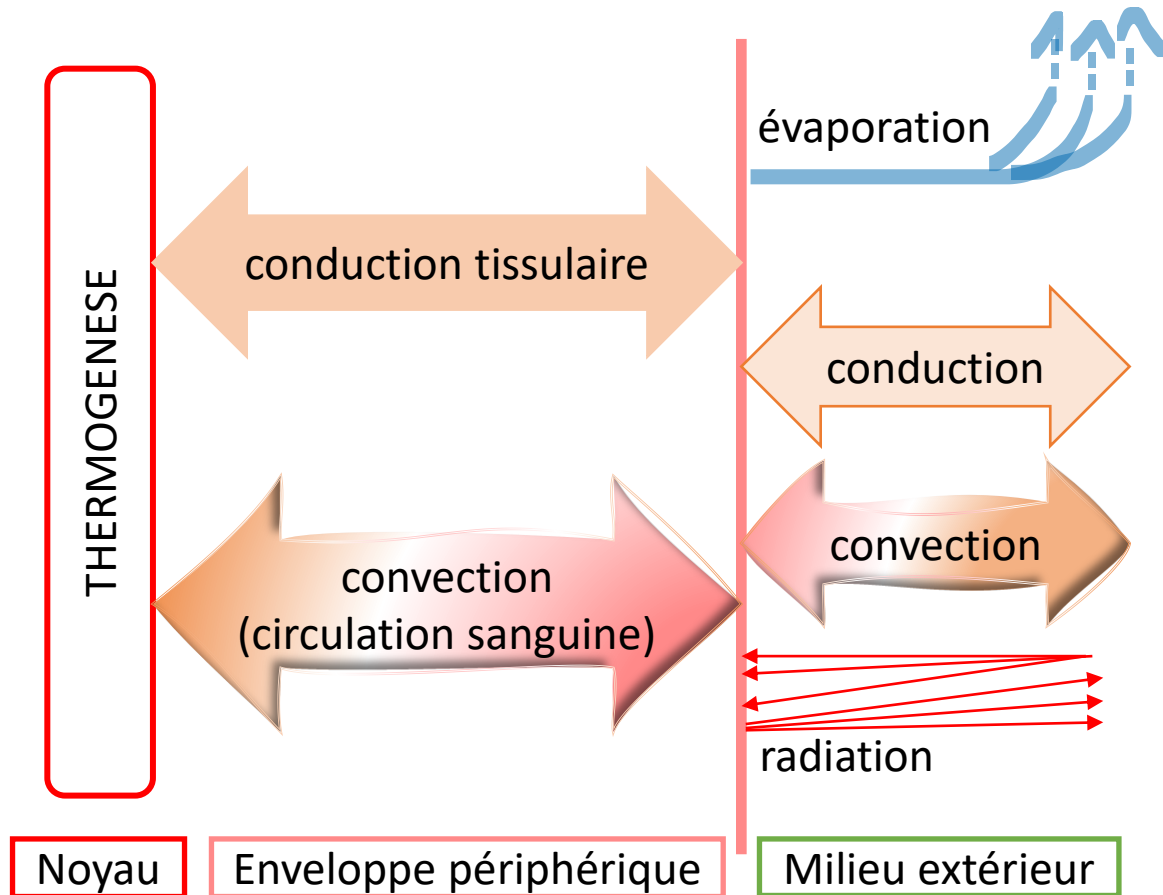 THERMOGENESE
évaporation
conduction tissulaire
conduction
convection
convection
(circulation sanguine)
radiation
Noyau
Enveloppe périphérique
Milieu extérieur